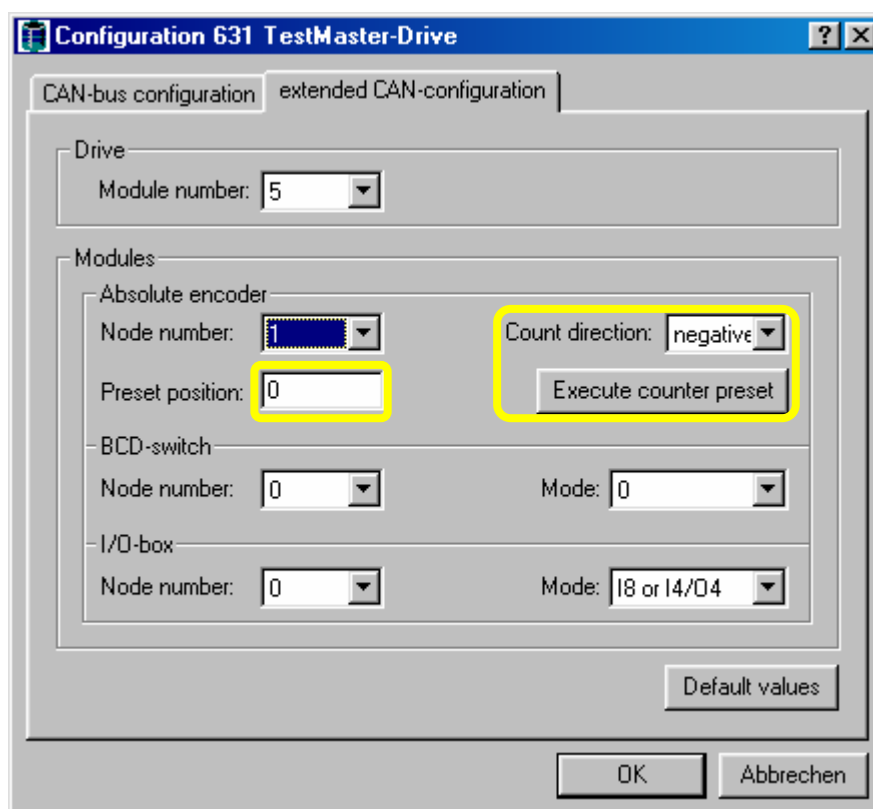 Configuration 631 TestMaster-Drive
CAN-bus configuration extended CAN-configuration
Drive
Module number: 5
Modules
Absolute encoder
Node number: 1 Count direction: negative
Preset position: 0 Execute counter preset
BCD-switch
Node number: 0 Mode: 0
I/O-box
Node number: 0 Mode: I8 or I4/O4
Default values
OK Abbrechen